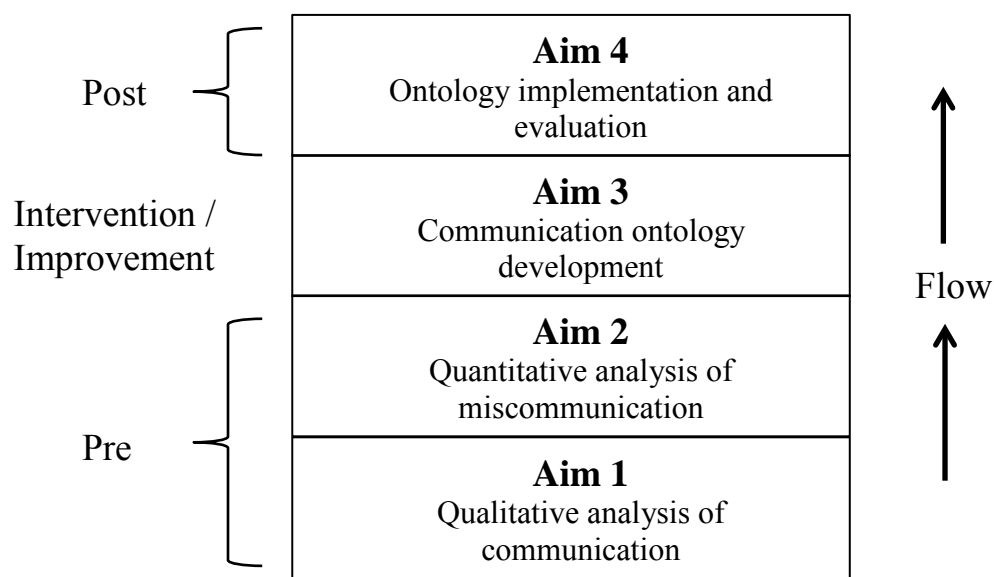 Post
Aim 4
Ontology implementation and
evaluation
Intervention /
Improvement
Aim 3
Communication ontology
development
Flow
Pre
Aim 2
Quantitative analysis of
miscommunication
Aim 1
Qualitative analysis of
communication